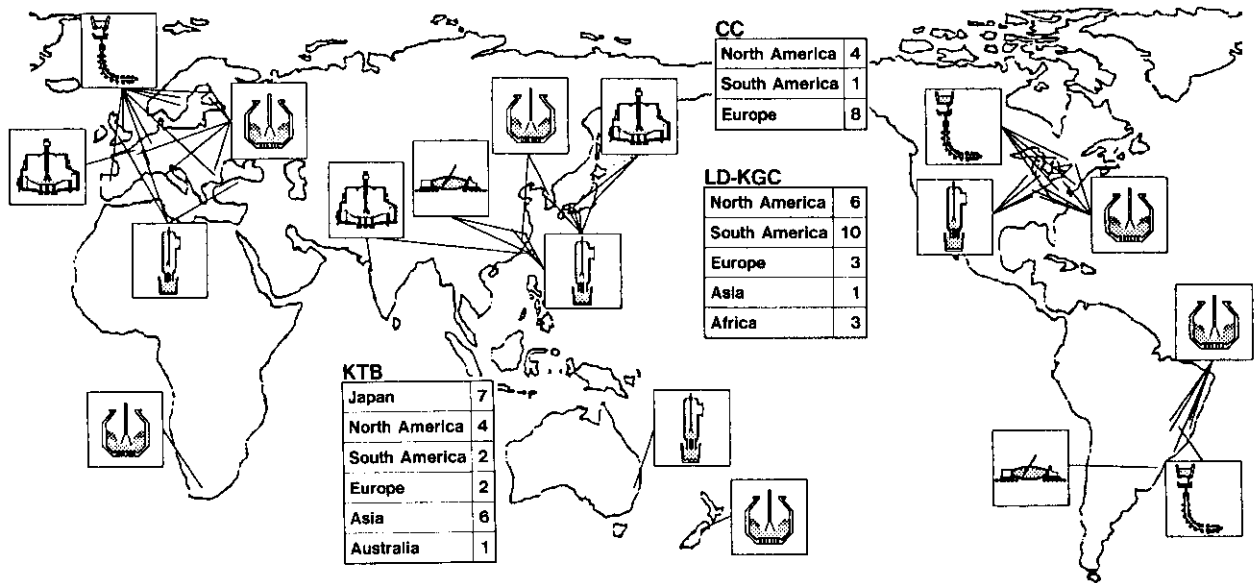 CC
North America 4
South America 1
Europe 8
LD-KGC
North America 6
South America 10
Europe 3
Asia 1
Africa 3
KTB
Japan 7
North America 4
South America 2
Europe 2
Asia 6
Australia 1